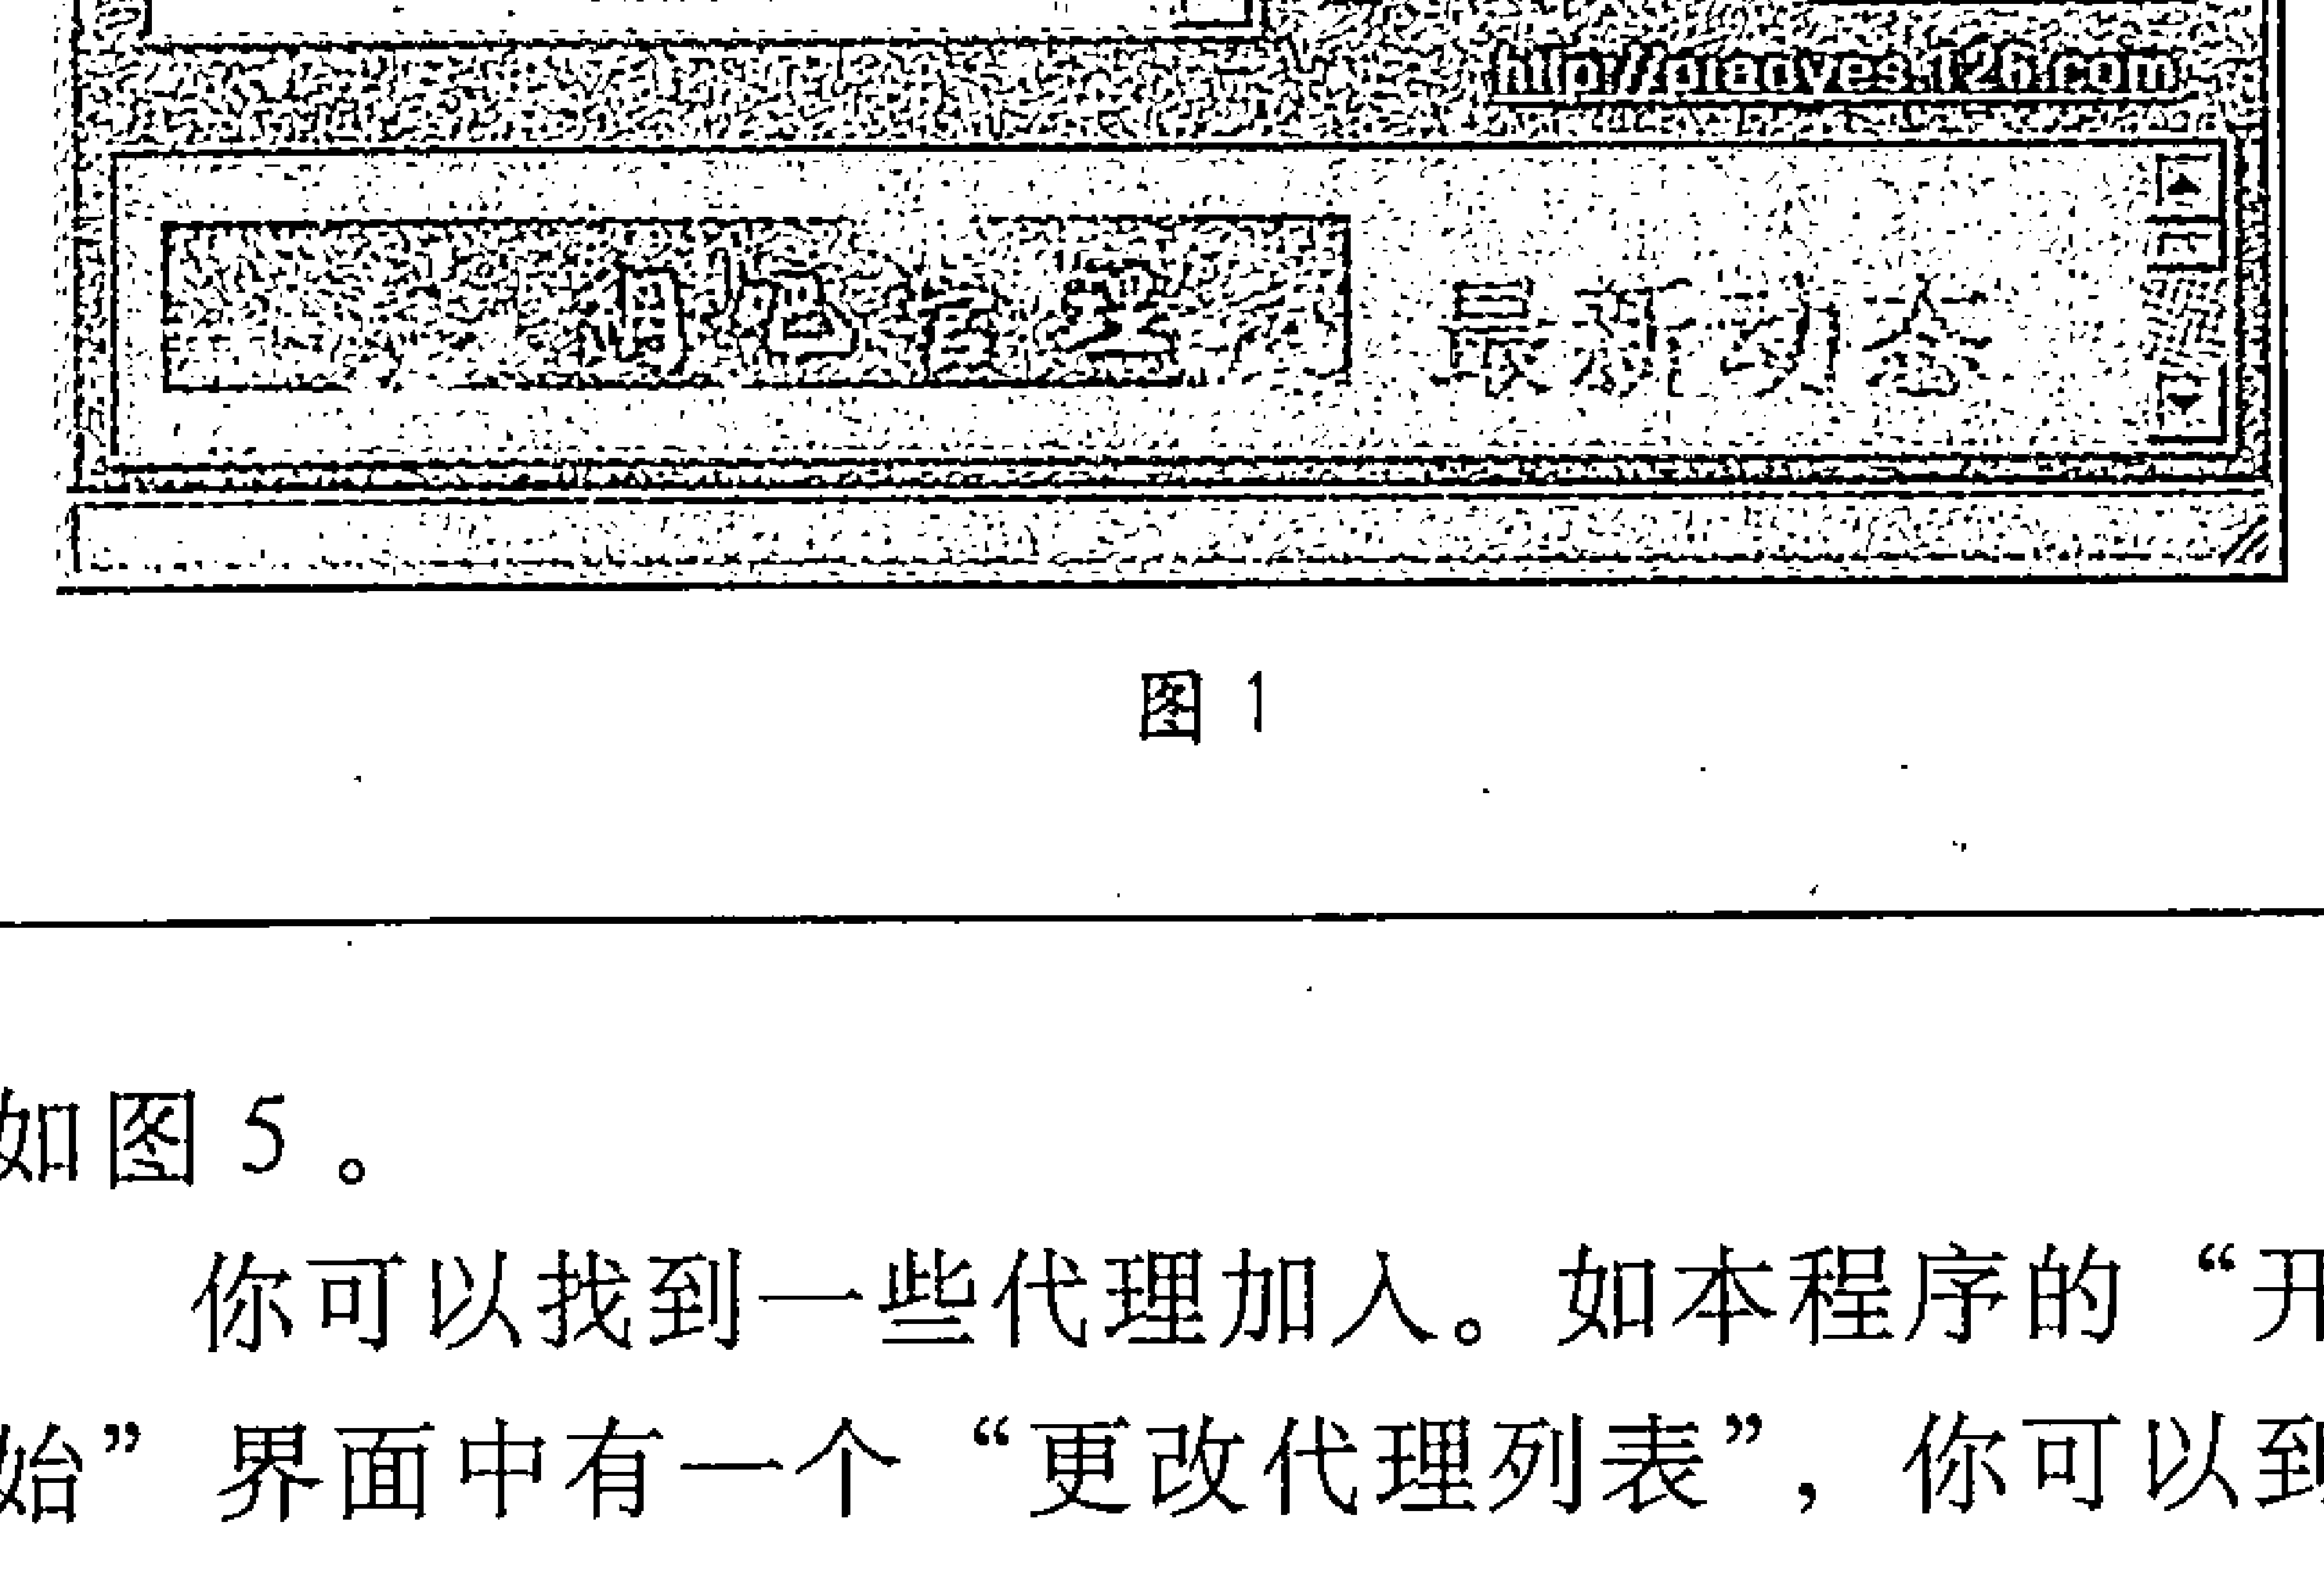 最新动态
图 1
如图 5 。
你可以找到一些代理加入。如本程序的“开
始”界面中有一个“更改代理列表”，你可以到